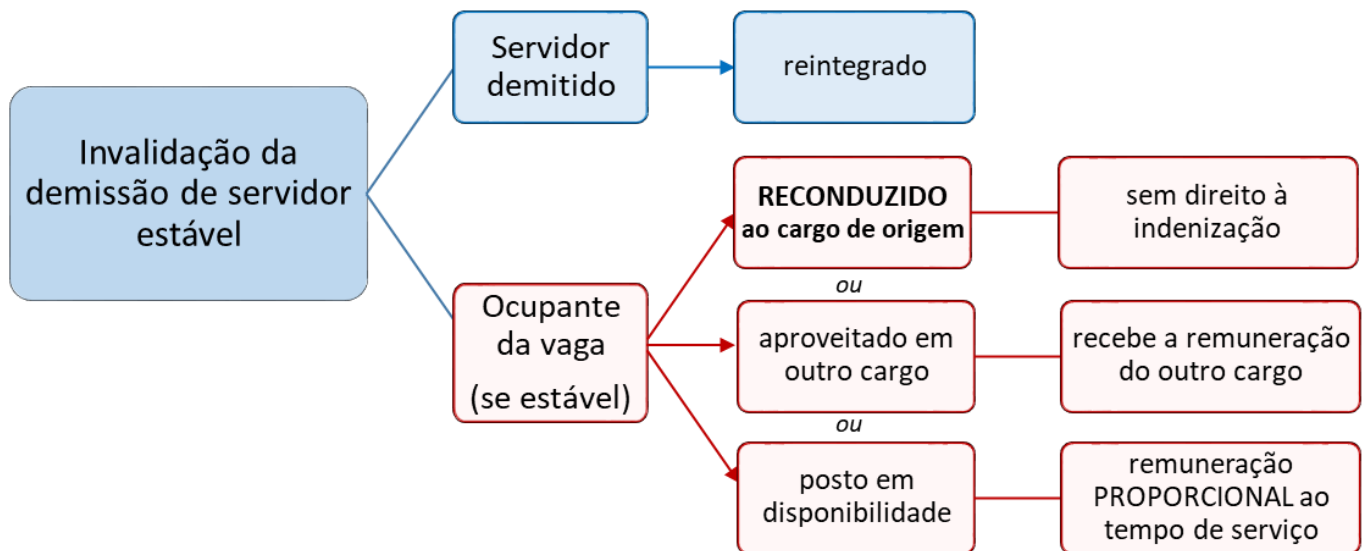 Invalidação da
demissão de servidor
estável
Servidor
demitido
reintegrado
Ocupante
da vaga
(se estável)
RECONDUZIDO
ao cargo de origem
sem direito à
indenização
ou
aproveitado em
outro cargo
recebe a remuneração
do outro cargo
ou
posto em
disponibilidade
remuneração
PROPORCIONAL ao
tempo de serviço